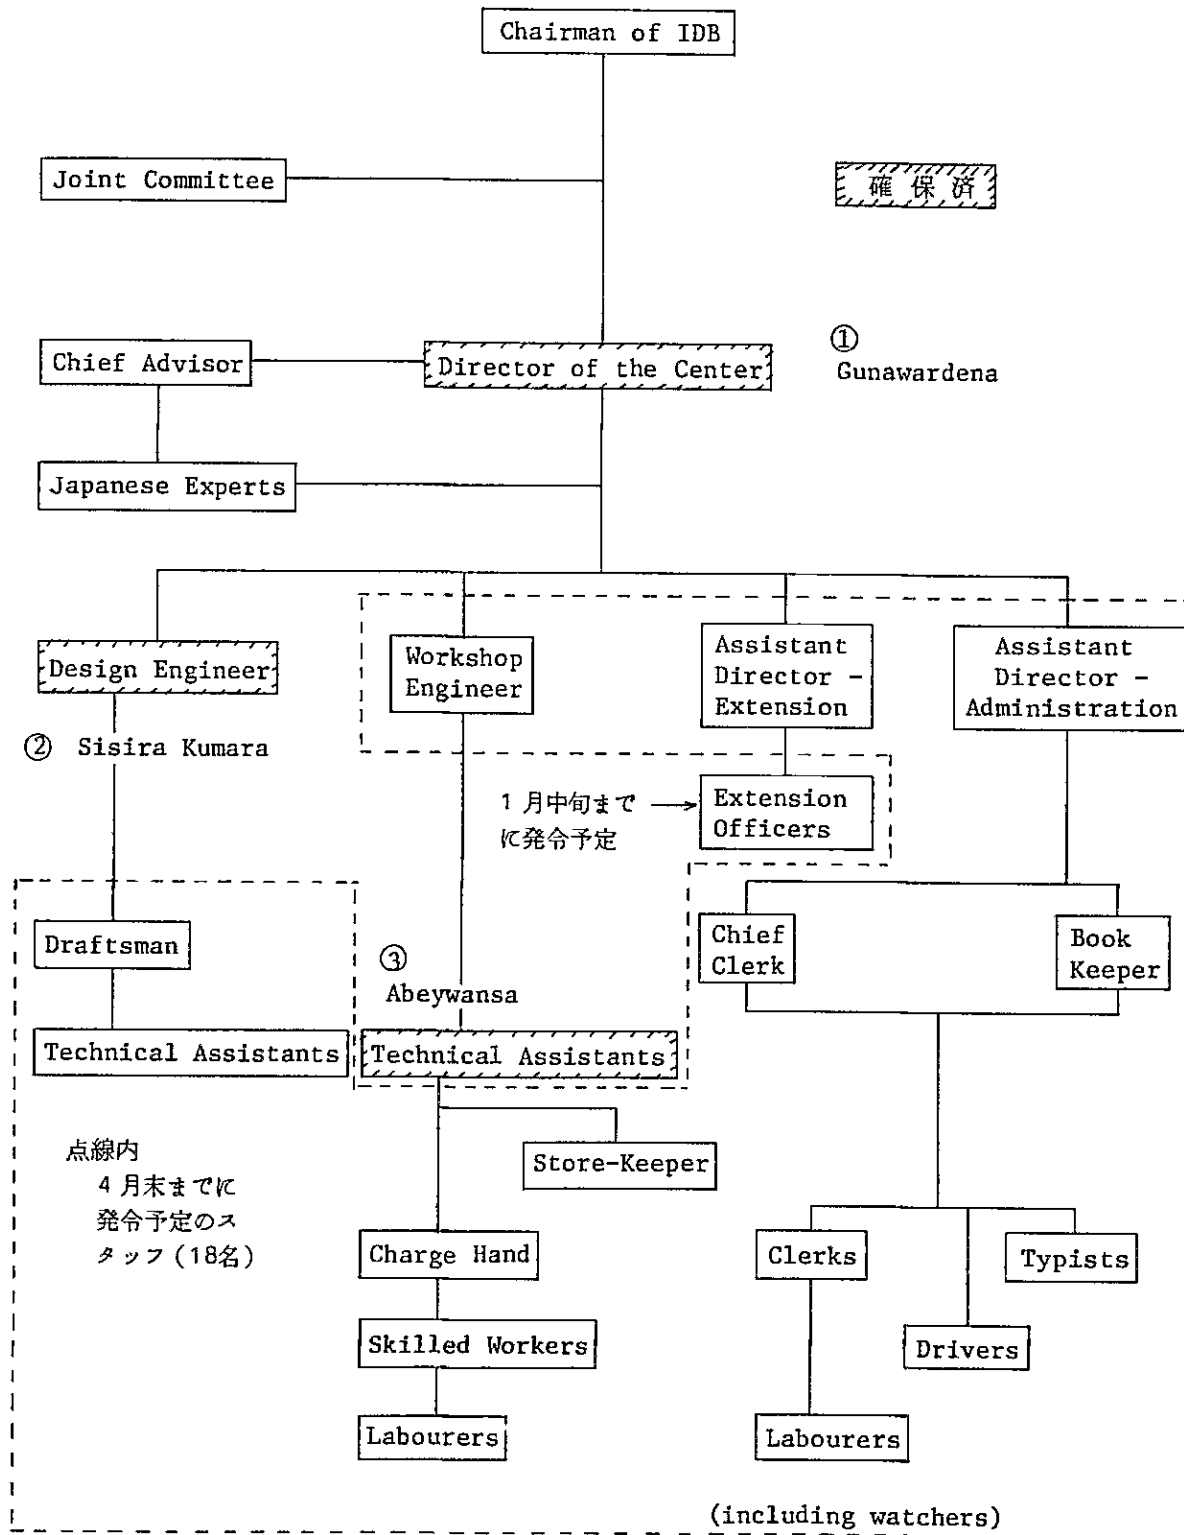 Chairman of IDB
Joint Committee
確保済
Chief Advisor
Director of the Center
①
Gunawardena
Japanese Experts
Design Engineer
Workshop
Engineer
Assistant
Director -
Extension
Assistant
Director -
Administration
② Sisira Kumara
1月中旬まで
に発令予定
→
Extension
Officers
Draftsman
③
Abeywansa
Chief
Clerk
Book
Keeper
Technical Assistants
Technical Assistants
点線内
4月末までに
発令予定のス
タッフ(18名)
Store-Keeper
Charge Hand
Clerks
Typists
Skilled Workers
Drivers
Labourers
Labourers
(including watchers)